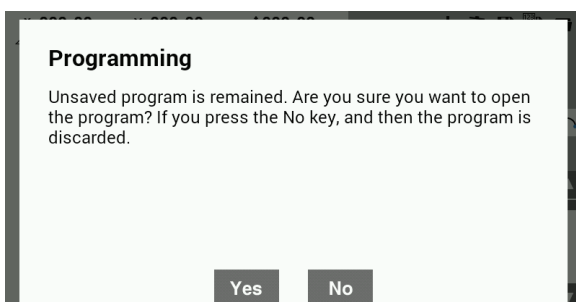 Programming
Unsaved program is remained. Are you sure you want to open
the program? If you press the No key, and then the program is
discarded.
Yes No